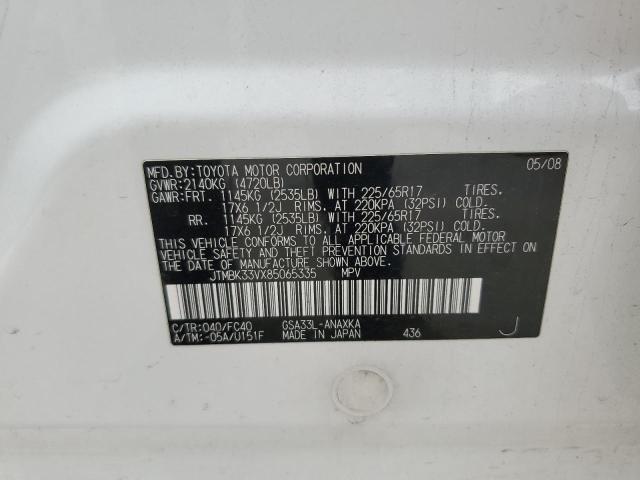 MFD.BY:TOYOTA MOTOR CORPORATION 05/08
GVWR:2140KG (4720LB)
GAWR:FRT. 1145KG (2535LB) WITH 225/65R17 TIRES.
17X6 1/2J RIMS. AT 220KPA (32PSI) COLD.
RR. 1145KG (2535LB) WITH 225/65R17 TIRES.
17X6 1/2J RIMS. AT 220KPA (32PSI) COLD.
THIS VEHICLE CONFORMS TO ALL APPLICABLE FEDERAL MOTOR
VEHICLE SAFETY AND THEFT PREVENTION STANDARDS IN EFFECT
ON THE DATE OF MANUFACTURE SHOWN ABOVE.
JTMBK33VX85065335 MPV
C/TR:040/FC40 GSA33L-ANAXKA
A/TM:-05A/U151F MADE IN JAPAN 436 J